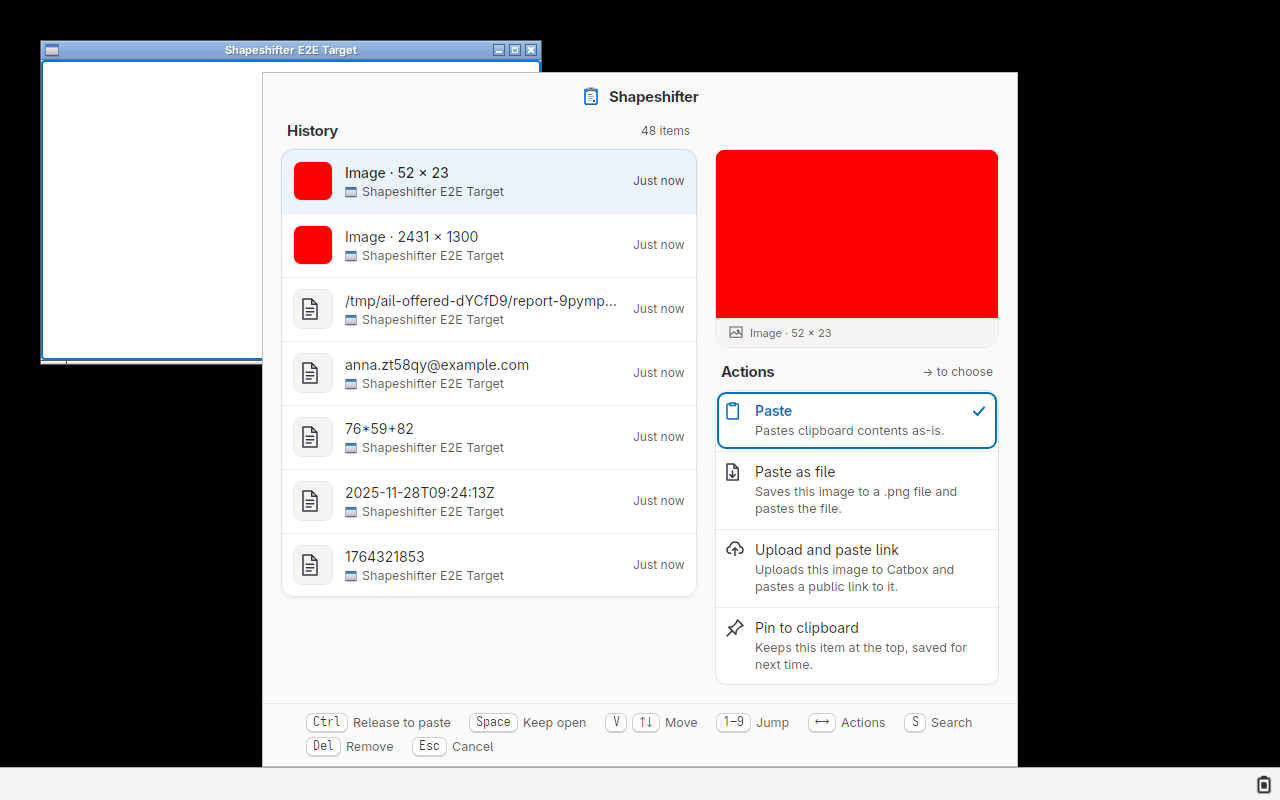 Shapeshifter E2E Target
Shapeshifter
History
48 items
Image · 52 × 23
Shapeshifter E2E Target
Just now
Image · 2431 × 1300
Shapeshifter E2E Target
Just now
/tmp/ail-offered-dYCfD9/report-9pymp...
Shapeshifter E2E Target
Just now
anna.zt58qy@example.com
Shapeshifter E2E Target
Just now
76*59+82
Shapeshifter E2E Target
Just now
2025-11-28T09:24:13Z
Shapeshifter E2E Target
Just now
1764321853
Shapeshifter E2E Target
Just now
Image · 52 × 23
Actions
→ to choose
Paste
Pastes clipboard contents as-is.
Paste as file
Saves this image to a .png file and
pastes the file.
Upload and paste link
Uploads this image to Catbox and
pastes a public link to it.
Pin to clipboard
Keeps this item at the top, saved for
next time.
Ctrl Release to paste Space Keep open V ↑↓ Move 1–9 Jump ↔ Actions S Search
Del Remove Esc Cancel